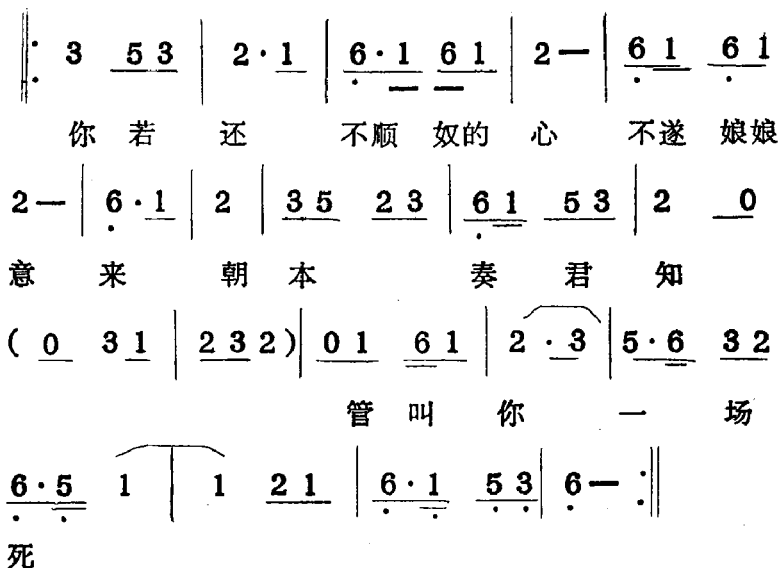 3 53 | 2·1 | 6·1 61 | 2— | 61 61
你 若 还 不顺 奴的 心 不遂 娘娘
2— | 6·1 | 2 | 35 23 | 61 53 | 2 0
意 来 朝 本 奏 君 知
( 0 31 | 232 ) | 01 61 | 2·3 | 5·6 32
管 叫 你 一 场
6·5 1 | 1 21 | 6·1 53 | 6—
死